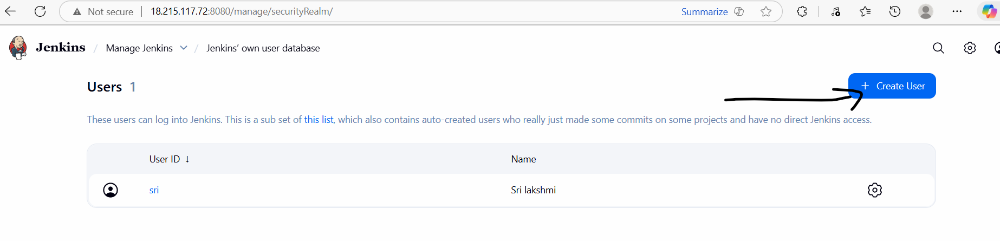 Not secure 18.215.117.72:8080/manage/securityRealm/ Summarize
Jenkins / Manage Jenkins / Jenkins’ own user database
Users 1
+ Create User
These users can log into Jenkins. This is a sub set of this list, which also contains auto-created users who really just made some commits on some projects and have no direct Jenkins access.
User ID ↓ Name
sri Sri lakshmi